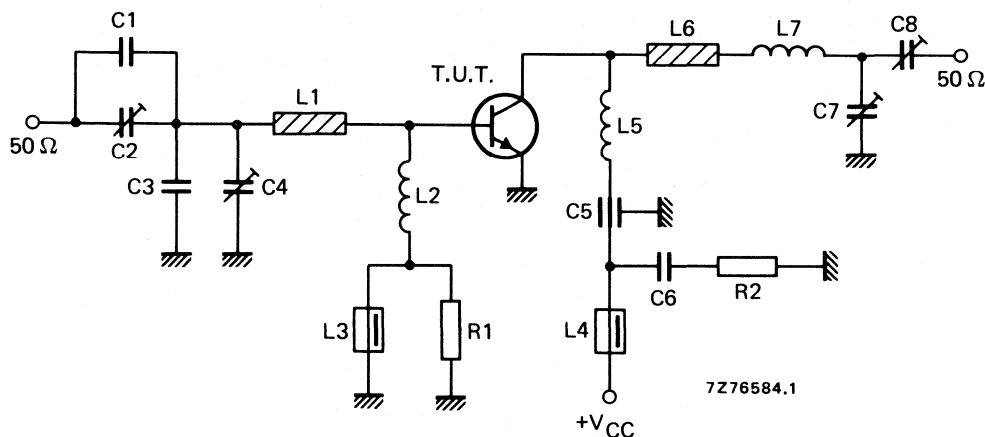 C1
L6
L7
C8
T.U.T.
50 Ω
L1
C7
50 Ω
C2
L5
C3
C4
L2
C5
C6
R2
L3
R1
L4
7Z76584.1
+VCC